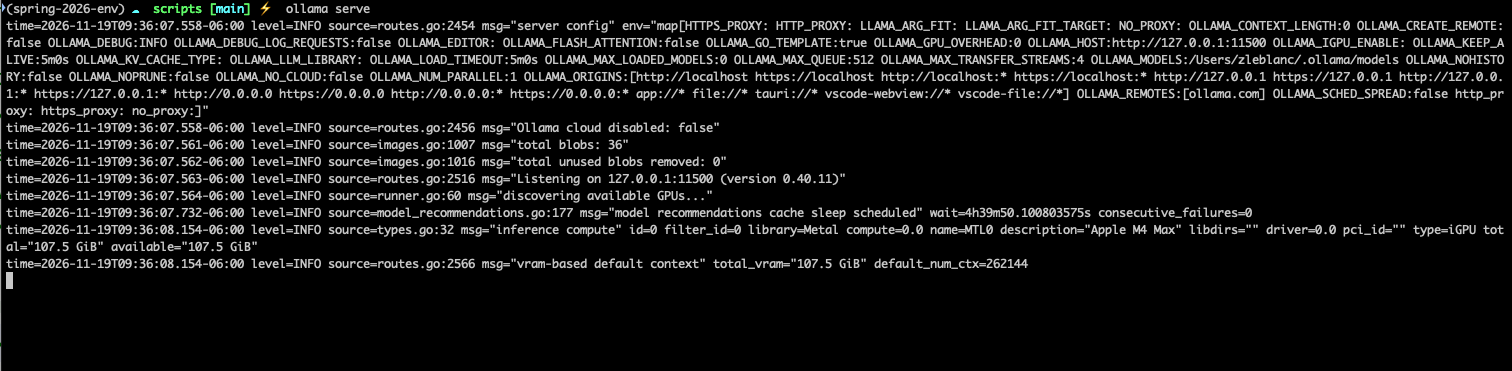 (spring-2026-env) ☁ scripts [main] ⚡ ollama serve
time=2026-11-19T09:36:07.558-06:00 level=INFO source=routes.go:2454 msg="server config" env="map[HTTPS_PROXY: HTTP_PROXY: LLAMA_ARG_FIT: LLAMA_ARG_FIT_TARGET: NO_PROXY: OLLAMA_CONTEXT_LENGTH:0 OLLAMA_CREATE_REMOTE:
false OLLAMA_DEBUG:INFO OLLAMA_DEBUG_LOG_REQUESTS:false OLLAMA_EDITOR: OLLAMA_FLASH_ATTENTION:false OLLAMA_GO_TEMPLATE:true OLLAMA_GPU_OVERHEAD:0 OLLAMA_HOST:http://127.0.0.1:11500 OLLAMA_IGPU_ENABLE: OLLAMA_KEEP_A
LIVE:5m0s OLLAMA_KV_CACHE_TYPE: OLLAMA_LLM_LIBRARY: OLLAMA_LOAD_TIMEOUT:5m0s OLLAMA_MAX_LOADED_MODELS:0 OLLAMA_MAX_QUEUE:512 OLLAMA_MAX_TRANSFER_STREAMS:4 OLLAMA_MODELS:/Users/zleblanc/.ollama/models OLLAMA_NOHISTO
RY:false OLLAMA_NOPRUNE:false OLLAMA_NO_CLOUD:false OLLAMA_NUM_PARALLEL:1 OLLAMA_ORIGINS:[http://localhost https://localhost http://localhost:* https://localhost:* http://127.0.0.1 https://127.0.0.1 http://127.0.0.
1:* https://127.0.0.1:* http://0.0.0.0 https://0.0.0.0 http://0.0.0.0:* https://0.0.0.0:* app://* file://* tauri://* vscode-webview://* vscode-file://*] OLLAMA_REMOTES:[ollama.com] OLLAMA_SCHED_SPREAD:false http_pr
oxy: https_proxy: no_proxy:]"
time=2026-11-19T09:36:07.558-06:00 level=INFO source=routes.go:2456 msg="Ollama cloud disabled: false"
time=2026-11-19T09:36:07.561-06:00 level=INFO source=images.go:1007 msg="total blobs: 36"
time=2026-11-19T09:36:07.562-06:00 level=INFO source=images.go:1016 msg="total unused blobs removed: 0"
time=2026-11-19T09:36:07.563-06:00 level=INFO source=routes.go:2516 msg="Listening on 127.0.0.1:11500 (version 0.40.11)"
time=2026-11-19T09:36:07.564-06:00 level=INFO source=runner.go:60 msg="discovering available GPUs..."
time=2026-11-19T09:36:07.732-06:00 level=INFO source=model_recommendations.go:177 msg="model recommendations cache sleep scheduled" wait=4h39m50.100803575s consecutive_failures=0
time=2026-11-19T09:36:08.154-06:00 level=INFO source=types.go:32 msg="inference compute" id=0 filter_id=0 library=Metal compute=0.0 name=MTL0 description="Apple M4 Max" libdirs="" driver=0.0 pci_id="" type=iGPU tot
al="107.5 GiB" available="107.5 GiB"
time=2026-11-19T09:36:08.154-06:00 level=INFO source=routes.go:2566 msg="vram-based default context" total_vram="107.5 GiB" default_num_ctx=262144